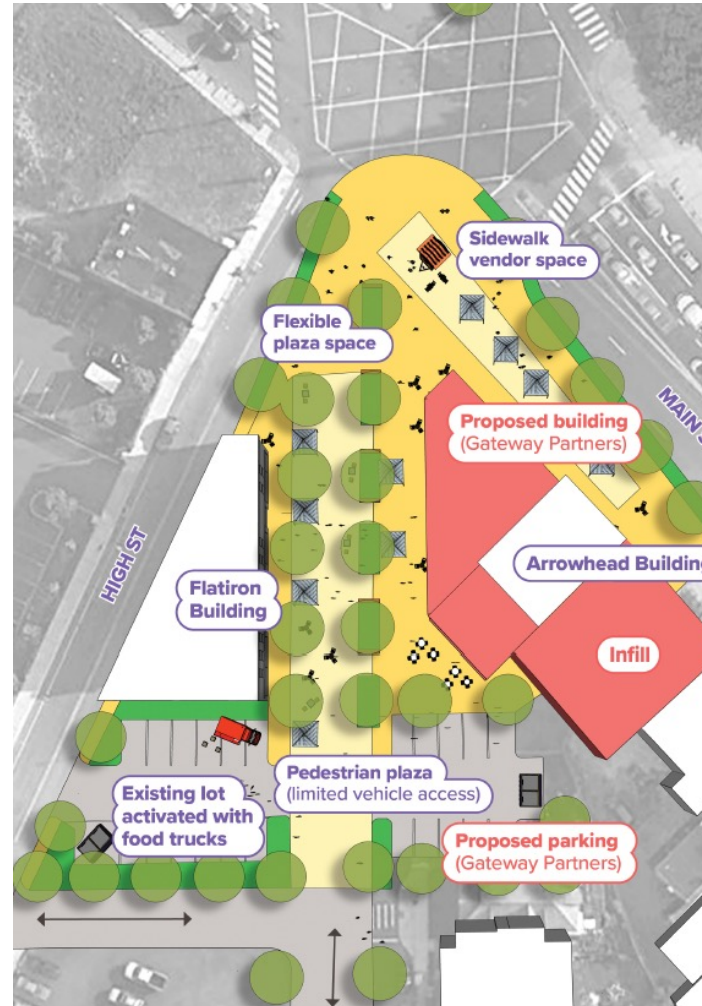 Sidewalk
vendor space
Flexible
plaza space
MAIN S
Proposed building
(Gateway Partners)
HIGH ST
Arrowhead Building
Flatiron
Building
Infill
Pedestrian plaza
(limited vehicle access)
Existing lot
activated with
food trucks
Proposed parking
(Gateway Partners)